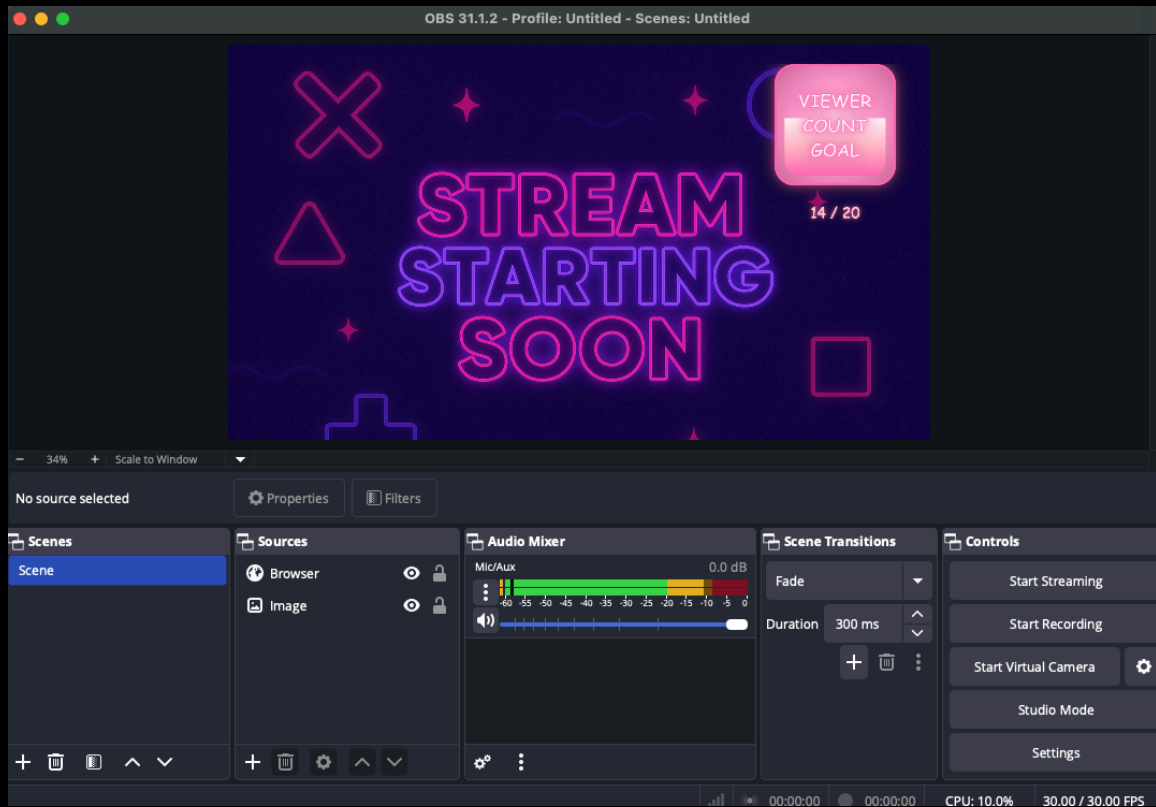 OBS 31.1.2 - Profile: Untitled - Scenes: Untitled
VIEWER
COUNT
GOAL
14 / 20
STREAM
STARTING
SOON
34%
Scale to Window
No source selected
Properties
Filters
Scenes
Scene
Sources
Browser
Image
Audio Mixer
Mic/Aux 0.0 dB
-60 -55 -50 -45 -40 -35 -30 -25 -20 -15 -10 -5 0
Scene Transitions
Fade
Duration 300 ms
Controls
Start Streaming
Start Recording
Start Virtual Camera
Studio Mode
Settings
00:00:00 00:00:00 CPU: 10.0% 30.00 / 30.00 FPS